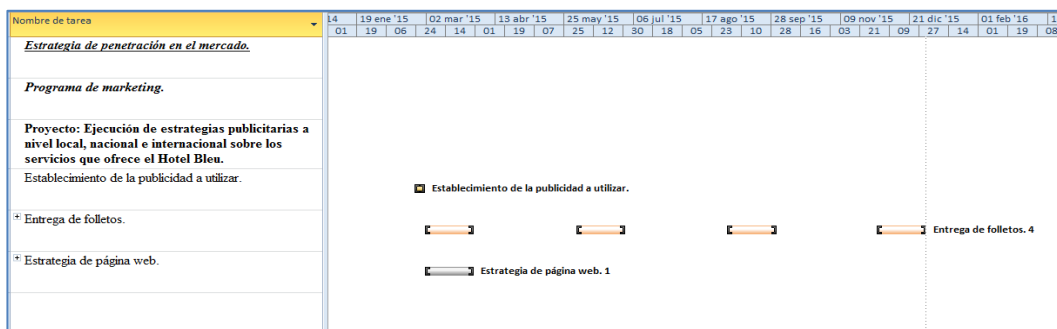 Nombre de tarea
14 19 ene '15 02 mar '15 13 abr '15 25 may '15 06 jul '15 17 ago '15 28 sep '15 09 nov '15 21 dic '15 01 feb '16 1
01 19 06 24 14 01 19 07 25 12 30 18 05 23 10 28 16 03 21 09 27 14 01 19 08
Estrategia de penetración en el mercado.
Programa de marketing.
Proyecto: Ejecución de estrategias publicitarias a
nivel local, nacional e internacional sobre los
servicios que ofrece el Hotel Bleu.
Establecimiento de la publicidad a utilizar.
Establecimiento de la publicidad a utilizar.
Entrega de folletos.
Entrega de folletos. 4
Estrategia de página web.
Estrategia de página web. 1